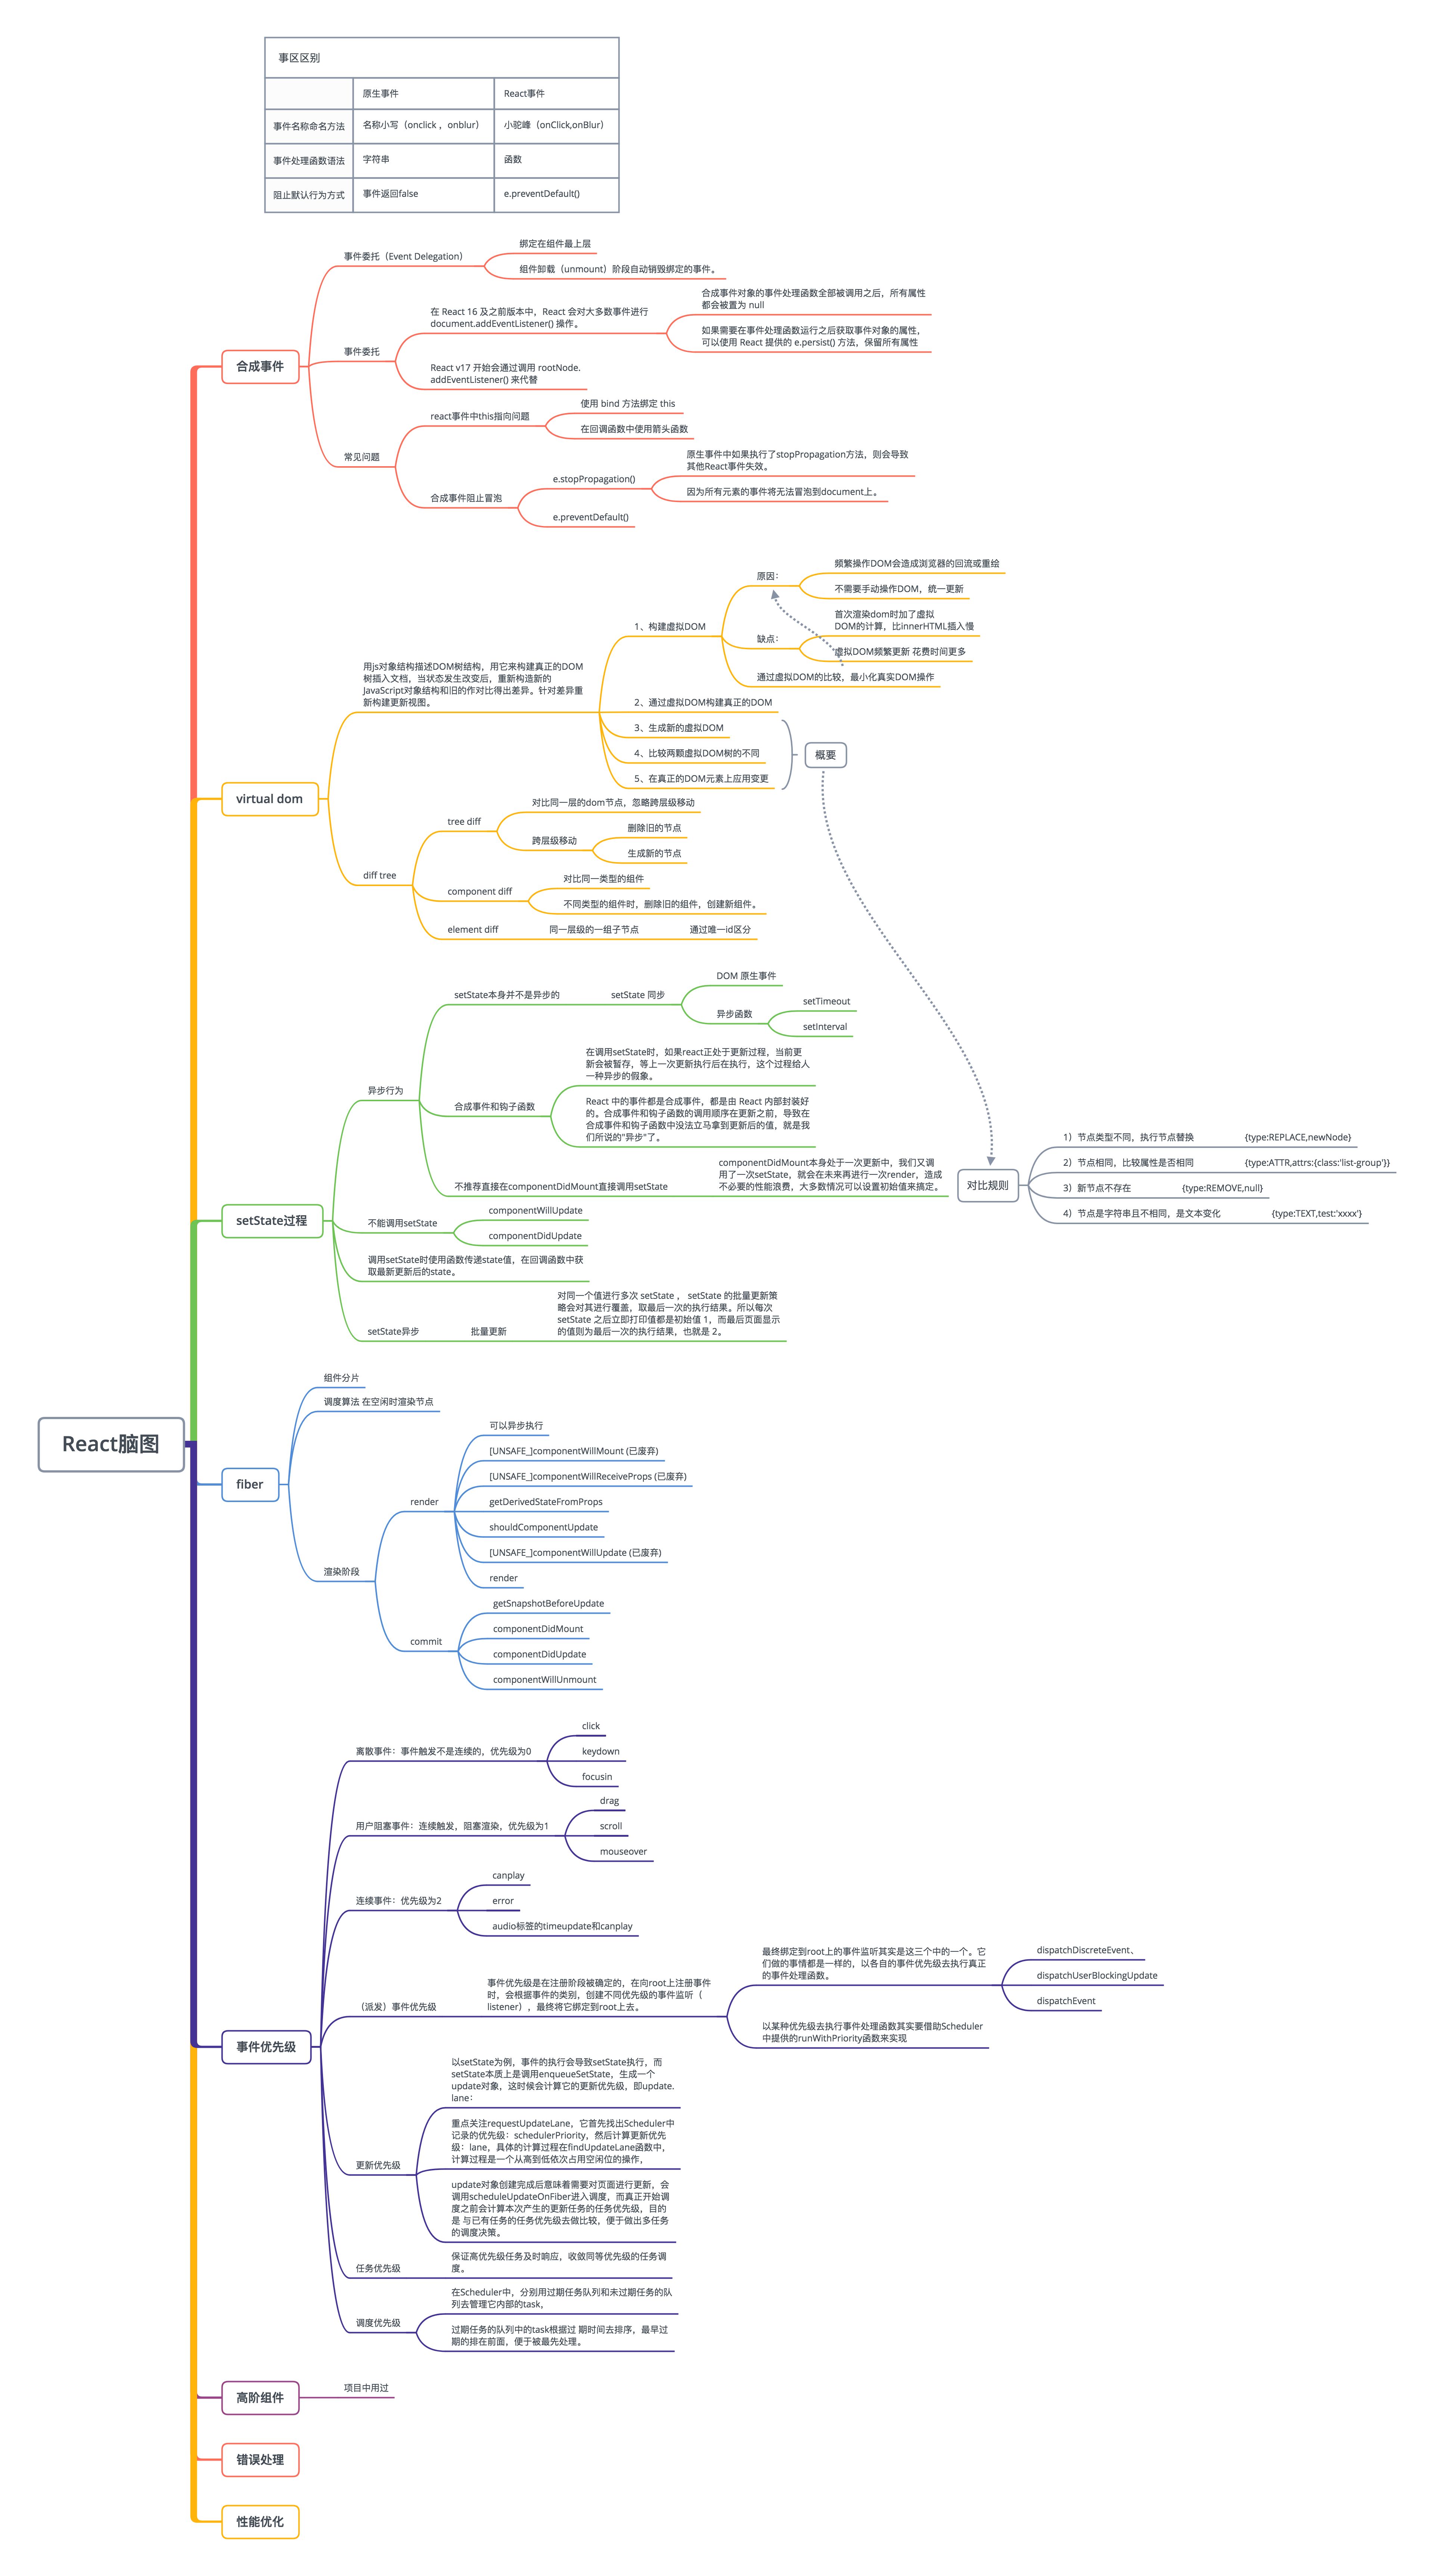 事区区别
原生事件
React事件
事件名称命名方法
名称小写（onclick ，onblur）
小驼峰（onClick,onBlur）
事件处理函数语法
字符串
函数
阻止默认行为方式
事件返回false
e.preventDefault()
React脑图
合成事件
事件委托（Event Delegation）
绑定在组件最上层
组件卸载（unmount）阶段自动销毁绑定的事件。
事件委托
在 React 16 及之前版本中，React 会对大多数事件进行
document.addEventListener() 操作。
合成事件对象的事件处理函数全部被调用之后，所有属性
都会被置为 null
如果需要在事件处理函数运行之后获取事件对象的属性，
可以使用 React 提供的 e.persist() 方法，保留所有属性
React v17 开始会通过调用 rootNode.
addEventListener() 来代替
常见问题
react事件中this指向问题
使用 bind 方法绑定 this
在回调函数中使用箭头函数
合成事件阻止冒泡
e.stopPropagation()
原生事件中如果执行了stopPropagation方法，则会导致
其他React事件失效。
因为所有元素的事件将无法冒泡到document上。
e.preventDefault()
virtual dom
用js对象结构描述DOM树结构，用它来构建真正的DOM
树插入文档，当状态发生改变后，重新构造新的
JavaScript对象结构和旧的作对比得出差异。针对差异重
新构建更新视图。
1、构建虚拟DOM
原因：
频繁操作DOM会造成浏览器的回流或重绘
不需要手动操作DOM，统一更新
缺点：
首次渲染dom时加了虚拟
DOM的计算，比innerHTML插入慢
虚拟DOM频繁更新 花费时间更多
通过虚拟DOM的比较，最小化真实DOM操作
2、通过虚拟DOM构建真正的DOM
3、生成新的虚拟DOM
4、比较两颗虚拟DOM树的不同
5、在真正的DOM元素上应用变更
概要
diff tree
tree diff
对比同一层的dom节点，忽略跨层级移动
跨层级移动
删除旧的节点
生成新的节点
component diff
对比同一类型的组件
不同类型的组件时，删除旧的组件，创建新组件。
element diff
同一层级的一组子节点
通过唯一id区分
对比规则
1）节点类型不同，执行节点替换
{type:REPLACE,newNode}
2）节点相同，比较属性是否相同
{type:ATTR,attrs:{class:'list-group'}}
3）新节点不存在
{type:REMOVE,null}
4）节点是字符串且不相同，是文本变化
{type:TEXT,test:'xxxx'}
setState过程
异步行为
setState本身并不是异步的
setState 同步
DOM 原生事件
异步函数
setTimeout
setInterval
合成事件和钩子函数
在调用setState时，如果react正处于更新过程，当前更
新会被暂存，等上一次更新执行后在执行，这个过程给人
一种异步的假象。
React 中的事件都是合成事件，都是由 React 内部封装好
的。合成事件和钩子函数的调用顺序在更新之前，导致在
合成事件和钩子函数中没法立马拿到更新后的值，就是我
们所说的"异步"了。
不推荐直接在componentDidMount直接调用setState
componentDidMount本身处于一次更新中，我们又调
用了一次setState，就会在未来再进行一次render，造成
不必要的性能浪费，大多数情况可以设置初始值来搞定。
不能调用setState
componentWillUpdate
componentDidUpdate
调用setState时使用函数传递state值，在回调函数中获
取最新更新后的state。
setState异步
批量更新
对同一个值进行多次 setState ， setState 的批量更新策
略会对其进行覆盖，取最后一次的执行结果。所以每次
setState 之后立即打印值都是初始值 1，而最后页面显示
的值则为最后一次的执行结果，也就是 2。
fiber
组件分片
调度算法 在空闲时渲染节点
渲染阶段
render
可以异步执行
[UNSAFE_]componentWillMount (已废弃)
[UNSAFE_]componentWillReceiveProps (已废弃)
getDerivedStateFromProps
shouldComponentUpdate
[UNSAFE_]componentWillUpdate (已废弃)
render
commit
getSnapshotBeforeUpdate
componentDidMount
componentDidUpdate
componentWillUnmount
事件优先级
离散事件：事件触发不是连续的，优先级为0
click
keydown
focusin
用户阻塞事件：连续触发，阻塞渲染，优先级为1
drag
scroll
mouseover
连续事件：优先级为2
canplay
error
audio标签的timeupdate和canplay
（派发）事件优先级
事件优先级是在注册阶段被确定的，在向root上注册事件
时，会根据事件的类别，创建不同优先级的事件监听（
listener），最终将它绑定到root上去。
最终绑定到root上的事件监听其实是这三个中的一个。它
们做的事情都是一样的，以各自的事件优先级去执行真正
的事件处理函数。
dispatchDiscreteEvent、
dispatchUserBlockingUpdate
dispatchEvent
以某种优先级去执行事件处理函数其实要借助Scheduler
中提供的runWithPriority函数来实现
更新优先级
以setState为例，事件的执行会导致setState执行，而
setState本质上是调用enqueueSetState，生成一个
update对象，这时候会计算它的更新优先级，即update.
lane：
重点关注requestUpdateLane，它首先找出Scheduler中
记录的优先级：schedulerPriority，然后计算更新优先
级：lane，具体的计算过程在findUpdateLane函数中，
计算过程是一个从高到低依次占用空闲位的操作，
update对象创建完成后意味着需要对页面进行更新，会
调用scheduleUpdateOnFiber进入调度，而真正开始调
度之前会计算本次产生的更新任务的任务优先级，目的
是 与已有任务的任务优先级去做比较，便于做出多任务
的调度决策。
任务优先级
保证高优先级任务及时响应，收敛同等优先级的任务调
度。
调度优先级
在Scheduler中，分别用过期任务队列和未过期任务的队
列去管理它内部的task，
过期任务的队列中的task根据过 期时间去排序，最早过
期的排在前面，便于被最先处理。
高阶组件
项目中用过
错误处理
性能优化